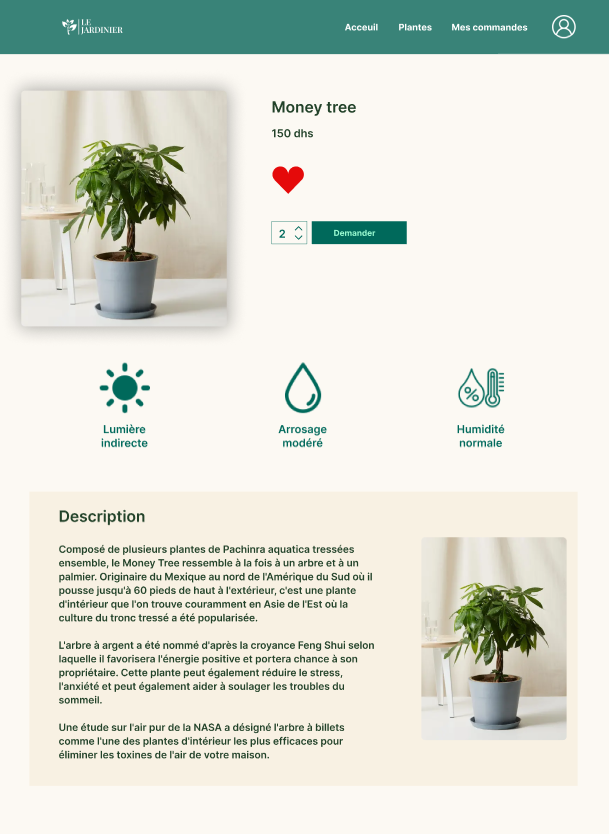 LE
JARDINIER
Acceuil
Plantes
Mes commandes
Money tree
150 dhs
2
Demander
%
Lumière
indirecte
Arrosage
modéré
Humidité
normale
Description
Composé de plusieurs plantes de Pachinra aquatica tressées
ensemble, le Money Tree ressemble à la fois à un arbre et à un
palmier. Originaire du Mexique au nord de l'Amérique du Sud où il
pousse jusqu'à 60 pieds de haut à l'extérieur, c'est une plante
d'intérieur que l'on trouve couramment en Asie de l'Est où la
culture du tronc tressé a été popularisée.
L'arbre à argent a été nommé d'après la croyance Feng Shui selon
laquelle il favorisera l'énergie positive et portera chance à son
propriétaire. Cette plante peut également réduire le stress,
l'anxiété et peut également aider à soulager les troubles du
sommeil.
Une étude sur l'air pur de la NASA a désigné l'arbre à billets
comme l'une des plantes d'intérieur les plus efficaces pour
éliminer les toxines de l'air de votre maison.